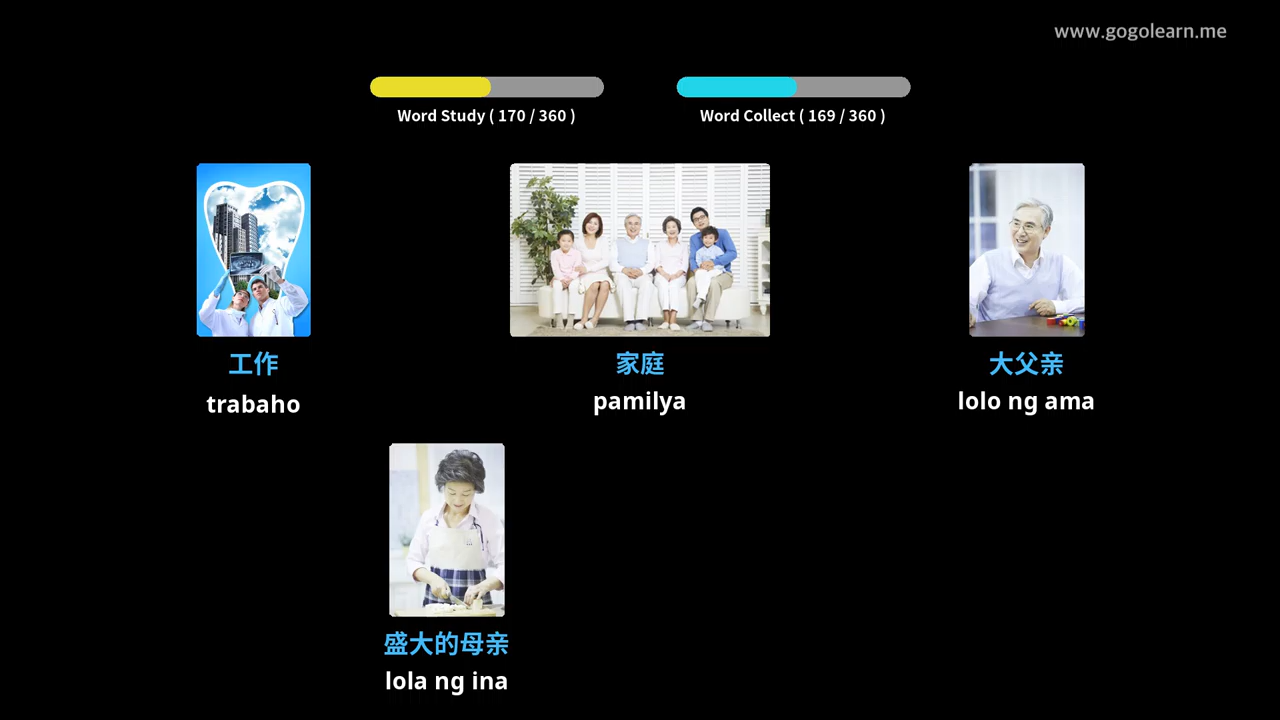 www.gogolearn.me
Word Study ( 170 / 360 )
Word Collect ( 169 / 360 )
工作
trabaho
家庭
pamilya
大父亲
lolo ng ama
盛大的母亲
lola ng ina